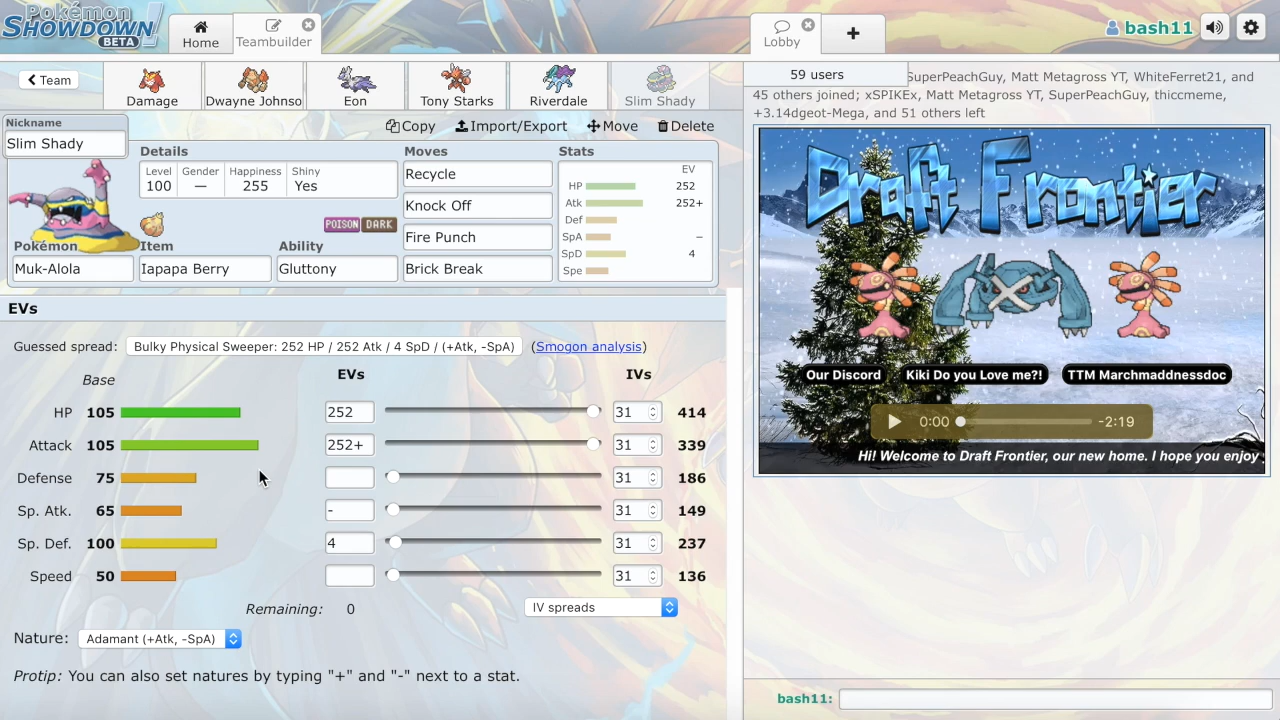 Pokémon
SHOWDOWN!
BETA
Home
Teambuilder
Lobby
+
bash11
Team
Damage
Dwayne Johnso
Eon
Tony Starks
Riverdale
Slim Shady
59 users
SuperPeachGuy, Matt Metagross YT, WhiteFerret21, and
45 others joined; xSPIKEx, Matt Metagross YT, SuperPeachGuy, thiccmeme,
+3.14dgeot-Mega, and 51 others left
Copy Import/Export Move Delete
Nickname
Slim Shady
Details
Level Gender Happiness Shiny
100 — 255 Yes
POISON DARK
Pokémon Item Ability
Muk-Alola Iapapa Berry Gluttony
Moves
Recycle
Knock Off
Fire Punch
Brick Break
Stats
EV
HP 252
Atk 252+
Def
SpA –
SpD 4
Spe
EVs
Guessed spread: Bulky Physical Sweeper: 252 HP / 252 Atk / 4 SpD / (+Atk, -SpA) (Smogon analysis)
Base EVs IVs
HP 105 252 31 414
Attack 105 252+ 31 339
Defense 75 31 186
Sp. Atk. 65 - 31 149
Sp. Def. 100 4 31 237
Speed 50 31 136
Remaining: 0 IV spreads
Nature: Adamant (+Atk, -SpA)
Protip: You can also set natures by typing "+" and "-" next to a stat.
Draft Frontier
Our Discord Kiki Do you Love me?! TTM Marchmaddnessdoc
0:00 -2:19
Hi! Welcome to Draft Frontier, our new home. I hope you enjoy
bash11: